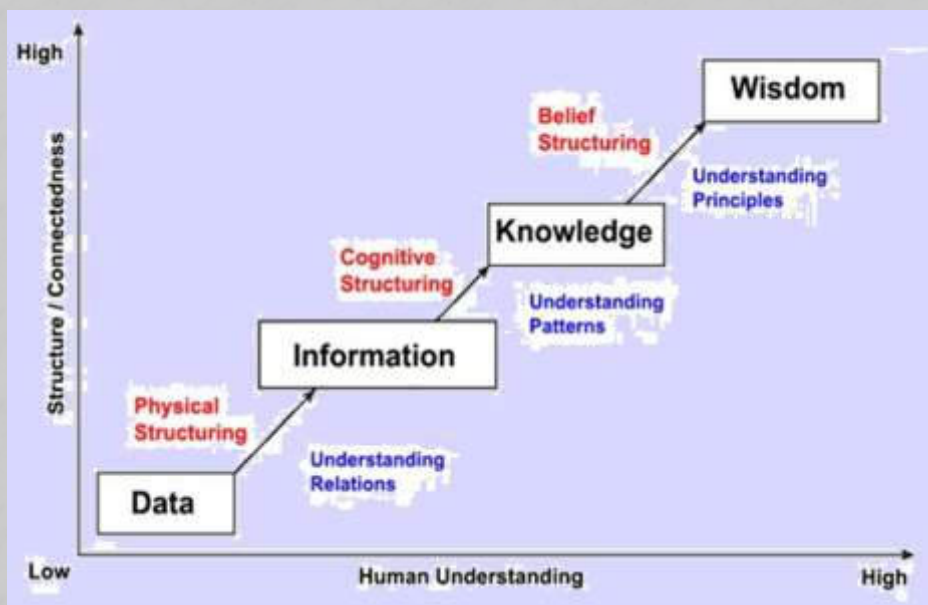 High
Wisdom
Belief
Structuring
Understanding
Principles
Structure / Connectedness
Knowledge
Cognitive
Structuring
Understanding
Patterns
Information
Physical
Structuring
Understanding
Relations
Data
Low
Human Understanding
High